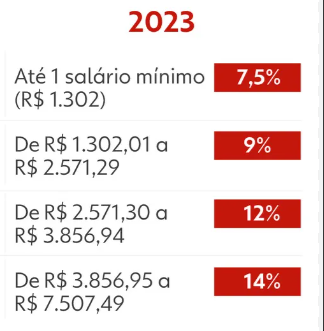 2023
Até 1 salário mínimo 7,5%
(R$ 1.302)
De R$ 1.302,01 a 9%
R$ 2.571,29
De R$ 2.571,30 a 12%
R$ 3.856,94
De R$ 3.856,95 a 14%
R$ 7.507,49